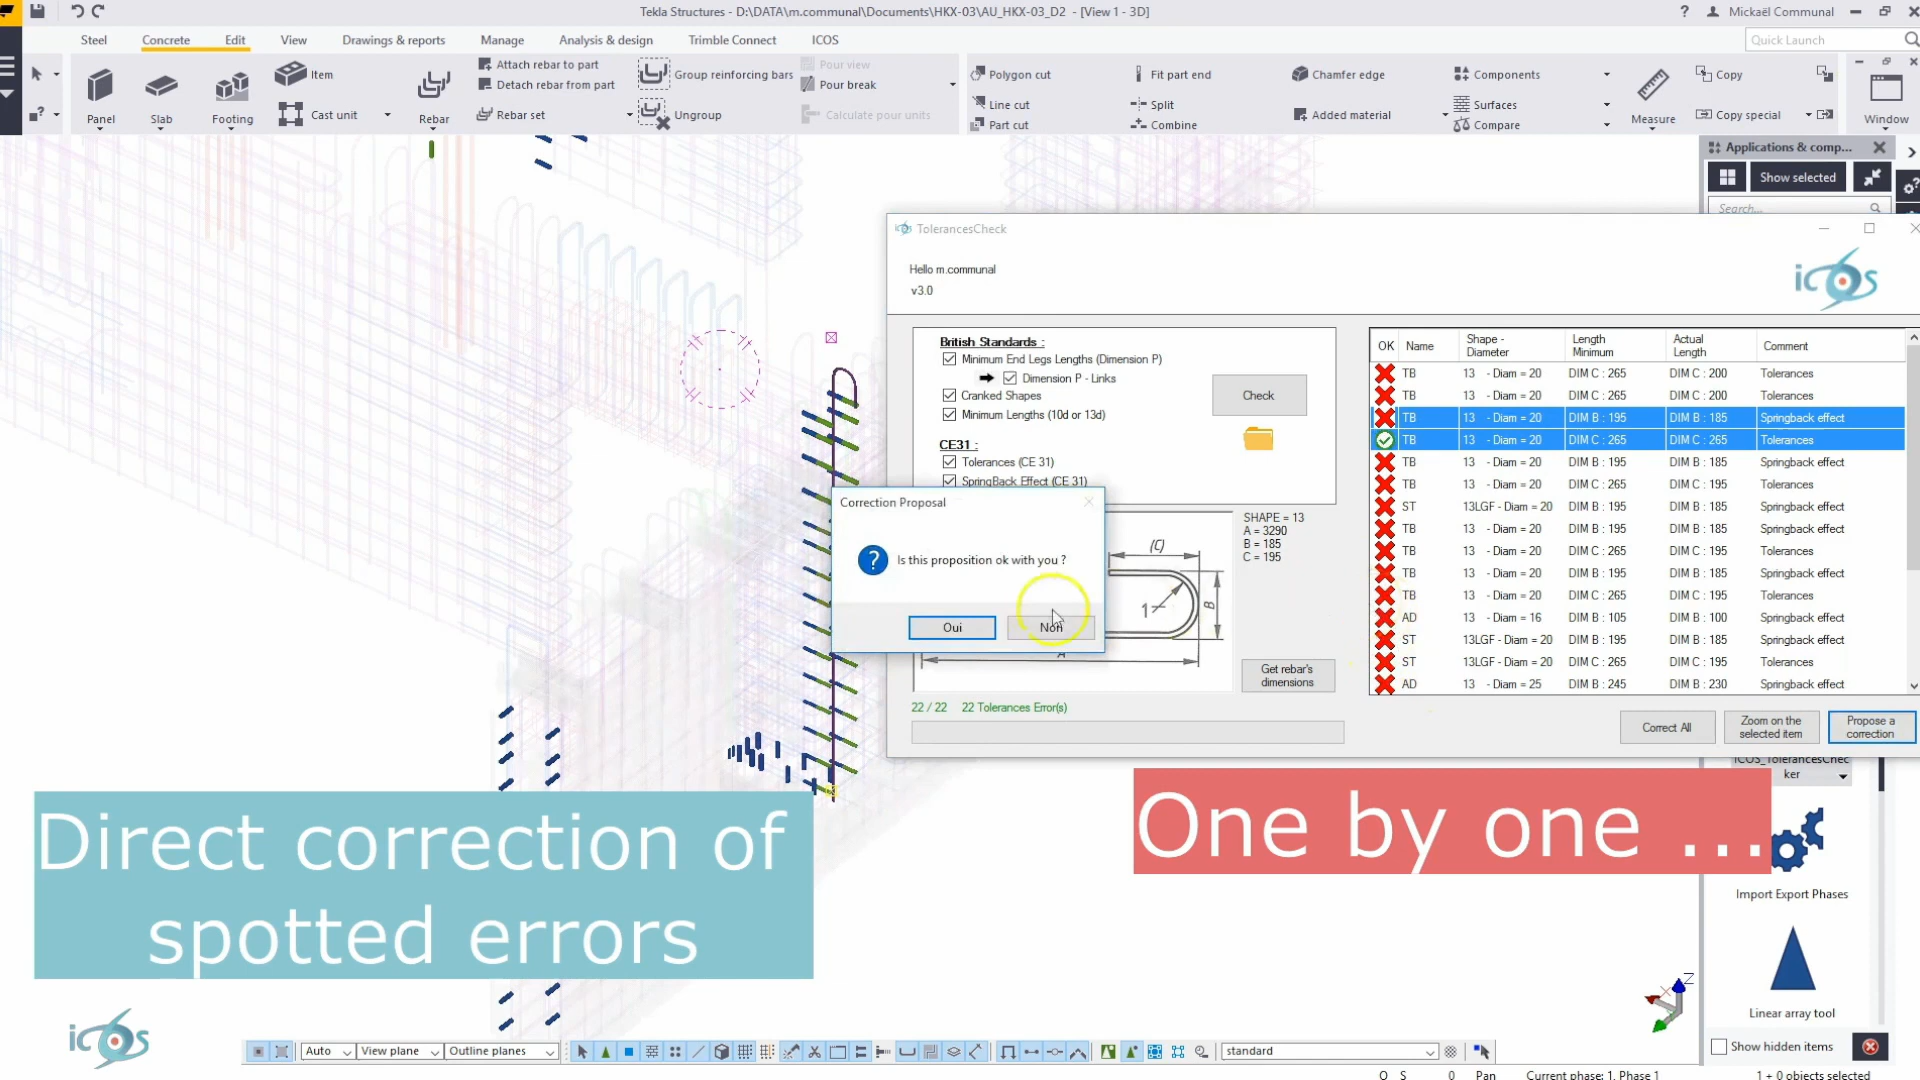 Tekla Structures - D:\DATA\m.communal\Documents\HKX-03\AU_HKX-03_D2 - [View 1 - 3D]
? Mickaël Communal
Steel Concrete Edit View Drawings & reports Manage Analysis & design Trimble Connect ICOS
Quick Launch
Panel
Slab
Footing
Item
Cast unit
Rebar
Attach rebar to part
Detach rebar from part
Rebar set
Group reinforcing bars
Ungroup
Pour view
Pour break
Calculate pour units
Polygon cut
Line cut
Part cut
Fit part end
Split
Combine
Chamfer edge
Added material
Components
Surfaces
Compare
Measure
Copy
Copy special
Window
Applications & comp...
Show selected
Search...
TolerancesCheck
Hello m.communal
v3.0
icos
British Standards :
Minimum End Legs Lengths (Dimension P)
Dimension P - Links
Cranked Shapes
Minimum Lengths (10d or 13d)
CE31 :
Tolerances (CE 31)
SpringBack Effect (CE 31)
Check
Correction Proposal
? Is this proposition ok with you ?
Oui Non
(C)
1
B
A
SHAPE = 13
A = 3290
B = 185
C = 195
Get rebar's
dimensions
22 / 22 22 Tolerances Error(s)
OK Name Shape - Diameter Length Minimum Actual Length Comment
TB 13 - Diam = 20 DIM C : 265 DIM C : 200 Tolerances
TB 13 - Diam = 20 DIM C : 265 DIM C : 200 Tolerances
TB 13 - Diam = 20 DIM B : 195 DIM B : 185 Springback effect
TB 13 - Diam = 20 DIM C : 265 DIM C : 265 Tolerances
TB 13 - Diam = 20 DIM B : 195 DIM B : 185 Springback effect
TB 13 - Diam = 20 DIM C : 265 DIM C : 195 Tolerances
ST 13LGF - Diam = 20 DIM B : 195 DIM B : 185 Springback effect
TB 13 - Diam = 20 DIM B : 195 DIM B : 185 Springback effect
TB 13 - Diam = 20 DIM C : 265 DIM C : 195 Tolerances
TB 13 - Diam = 20 DIM B : 195 DIM B : 185 Springback effect
TB 13 - Diam = 20 DIM C : 265 DIM C : 195 Tolerances
AD 13 - Diam = 16 DIM B : 105 DIM B : 100 Springback effect
ST 13LGF - Diam = 20 DIM B : 195 DIM B : 185 Springback effect
ST 13LGF - Diam = 20 DIM C : 265 DIM C : 195 Tolerances
AD 13 - Diam = 25 DIM B : 245 DIM B : 230 Springback effect
Correct All
Zoom on the
selected item
Propose a
correction
ICOS_TolerancesChec
ker
Direct correction of
spotted errors
One by one ...
Import Export Phases
Linear array tool
Z
X
icos
Show hidden items
Auto View plane Outline planes standard
O S 0 Pan Current phase: 1, Phase 1 1 + 0 objects selected